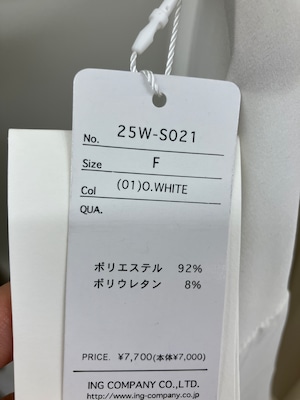 No. 25W-S021
Size F
Col (01)O.WHITE
QUA.
ポリエステル 92%
ポリウレタン 8%
PRICE. ¥7,700(本体¥7,000)
ING COMPANY CO.,LTD.
http://www.ing-company.co.jp